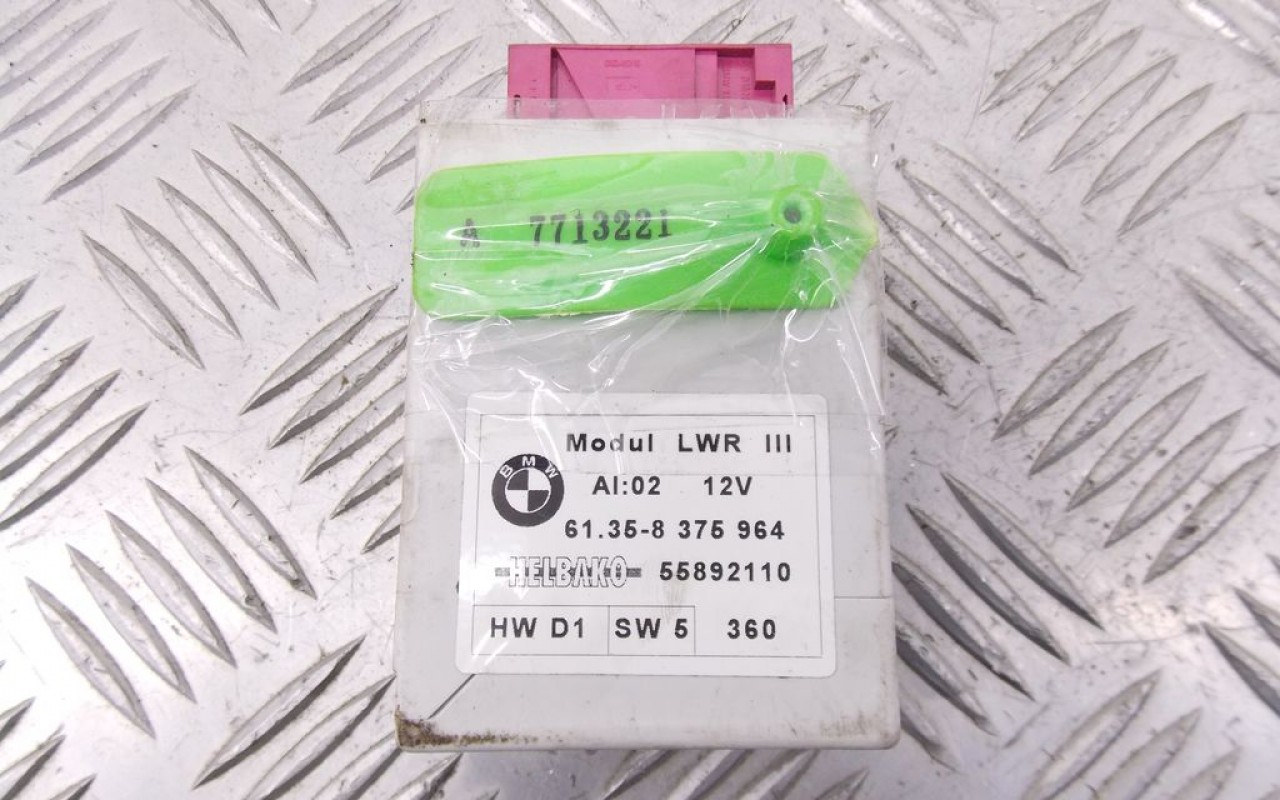 A 7713221
Modul LWR III
BMW
AI:02 12V
61.35-8 375 964
HELBAKO 55892110
HW D1 SW 5 360